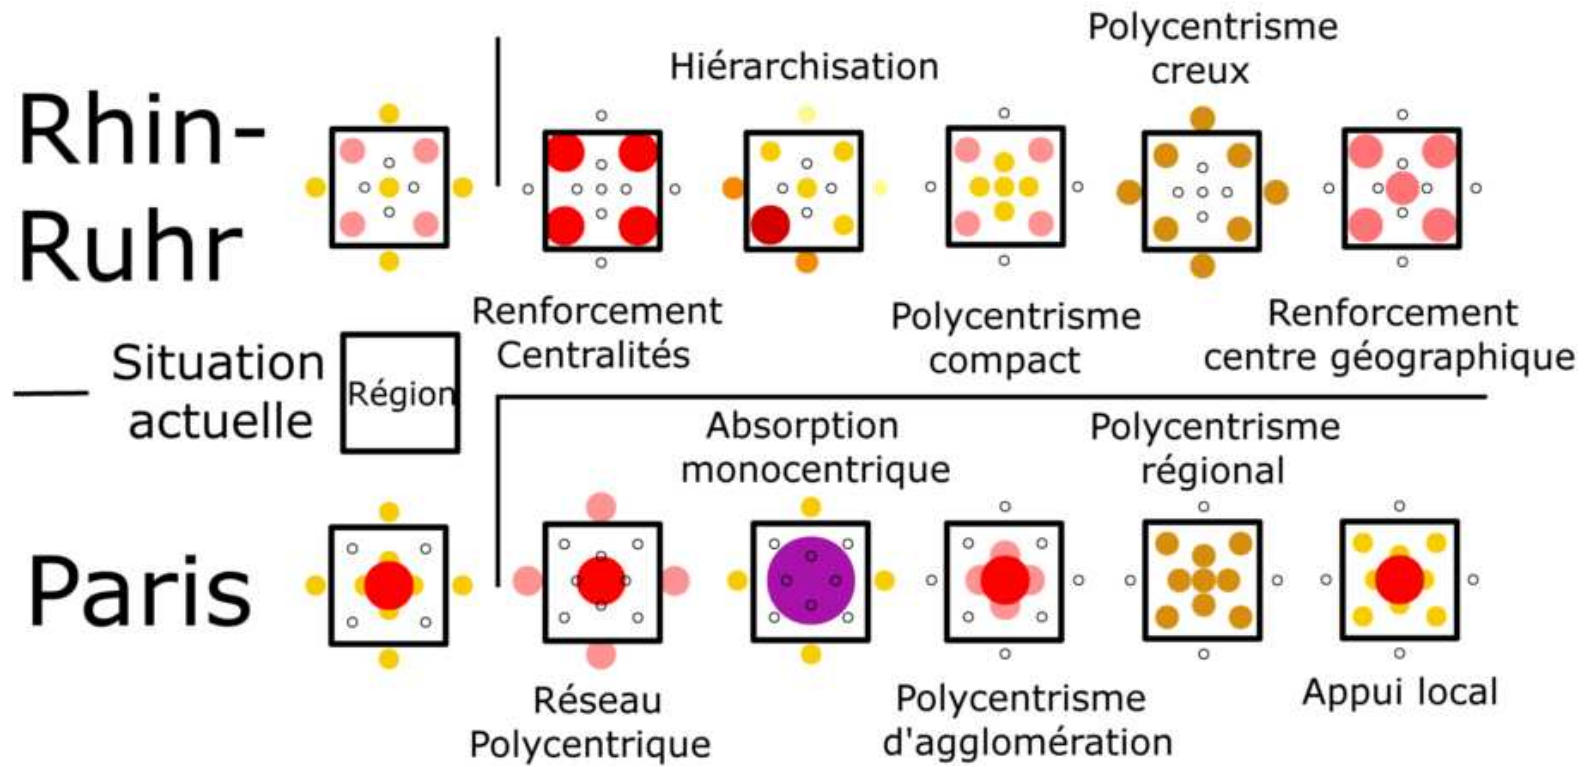 Rhin-
Ruhr
Hiérarchisation
Polycentrisme
creux
Renforcement
Centralités
Polycentrisme
compact
Renforcement
centre géographique
Situation
actuelle
Région
Paris
Absorption
monocentrique
Polycentrisme
régional
Réseau
Polycentrique
Polycentrisme
d'agglomération
Appui local